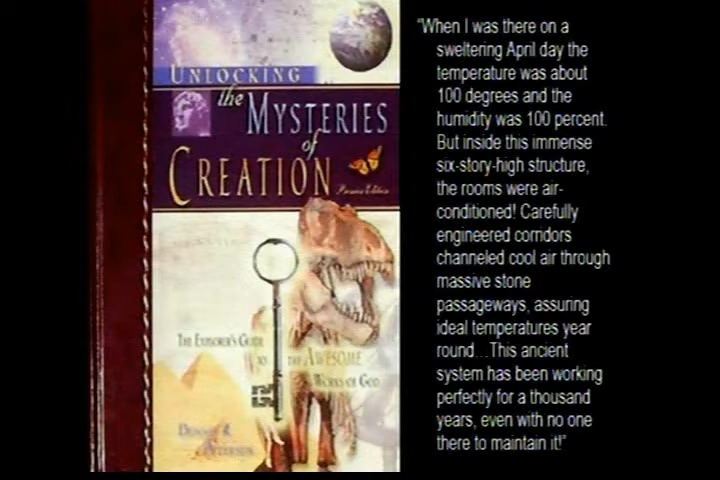 UNLOCKING
the
MYSTERIES
of
CREATION
Premier Edition
THE EXPLORER'S GUIDE
TO THE AWESOME
WORKS OF GOD
DENNIS R.
PETERSEN
“When I was there on a
sweltering April day the
temperature was about
100 degrees and the
humidity was 100 percent.
But inside this immense
six-story-high structure,
the rooms were air-
conditioned! Carefully
engineered corridors
channeled cool air through
massive stone
passageways, assuring
ideal temperatures year
round…This ancient
system has been working
perfectly for a thousand
years, even with no one
there to maintain it!”